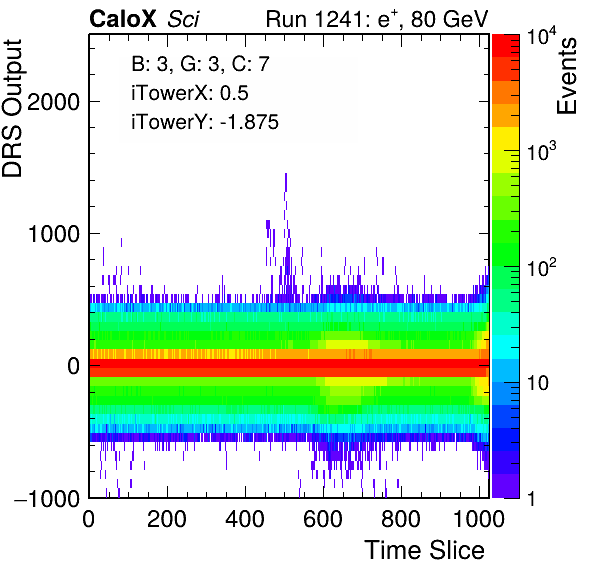 CaloX Sci Run 1241: e⁺, 80 GeV
B: 3, G: 3, C: 7
iTowerX: 0.5
iTowerY: -1.875
DRS Output
2000
1000
0
−1000
0 200 400 600 800 1000
Time Slice
Events
10⁴
10³
10²
10
1